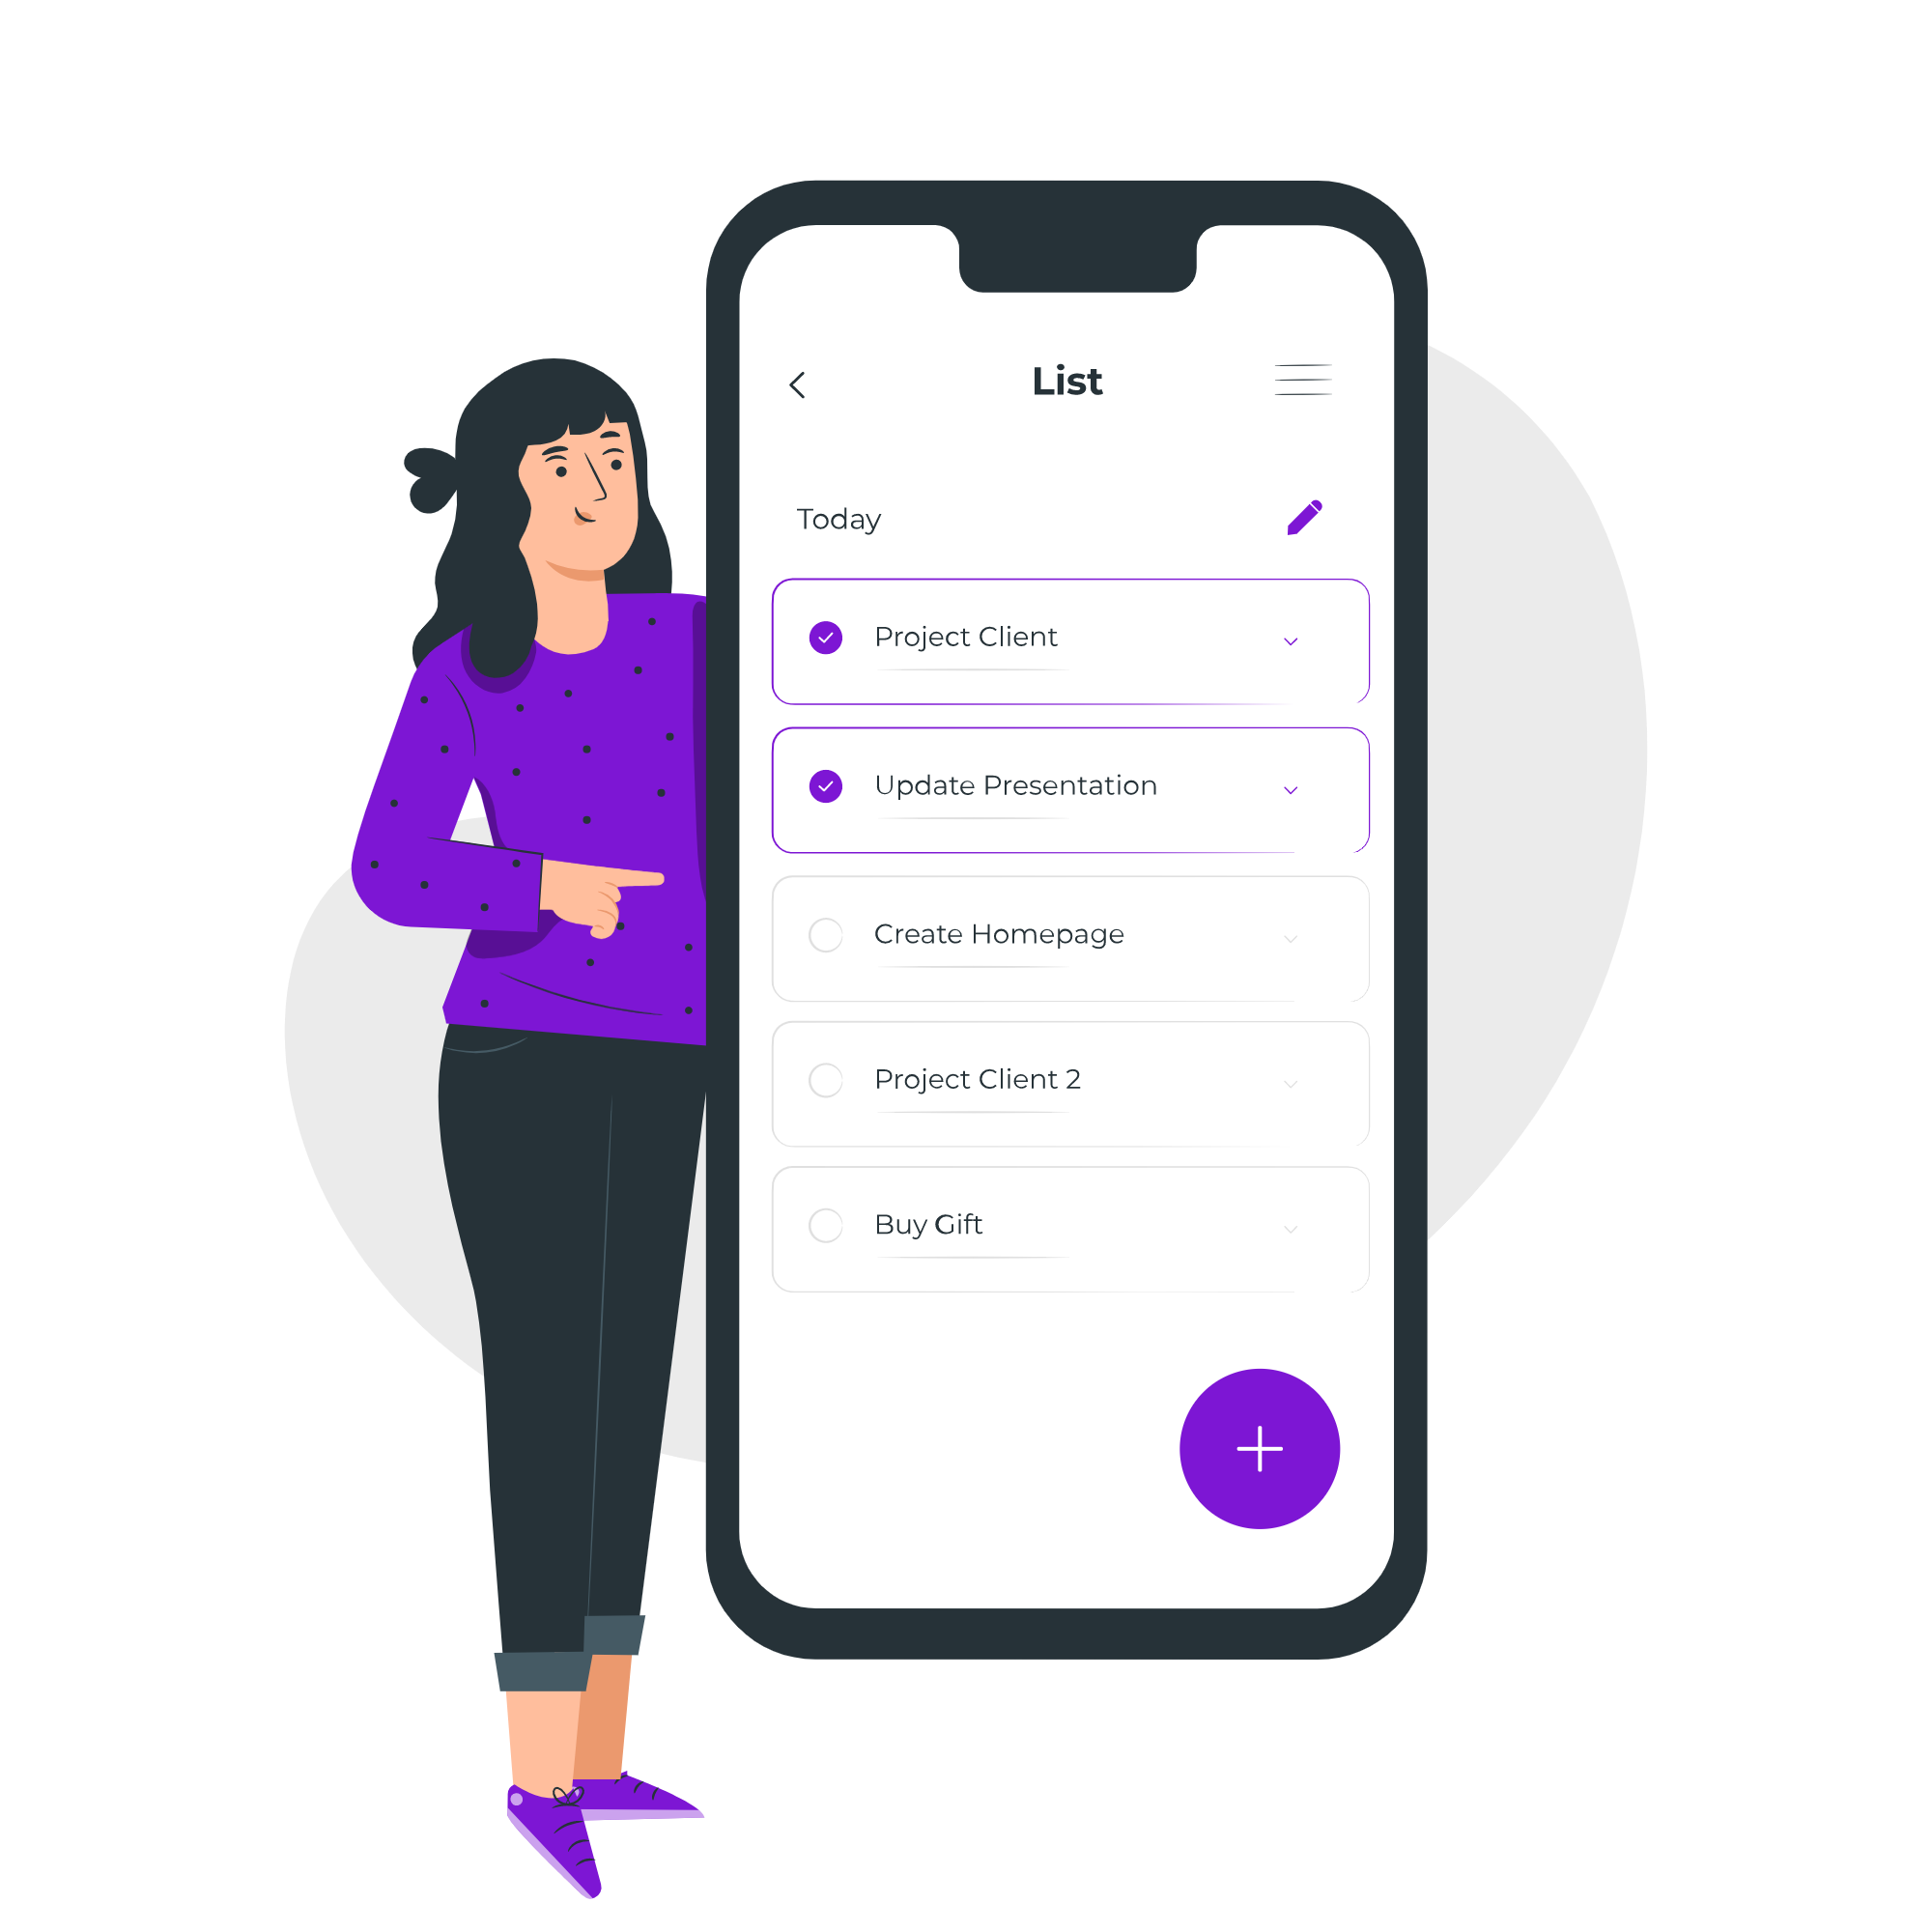 List
Today
Project Client
Update Presentation
Create Homepage
Project Client 2
Buy Gift